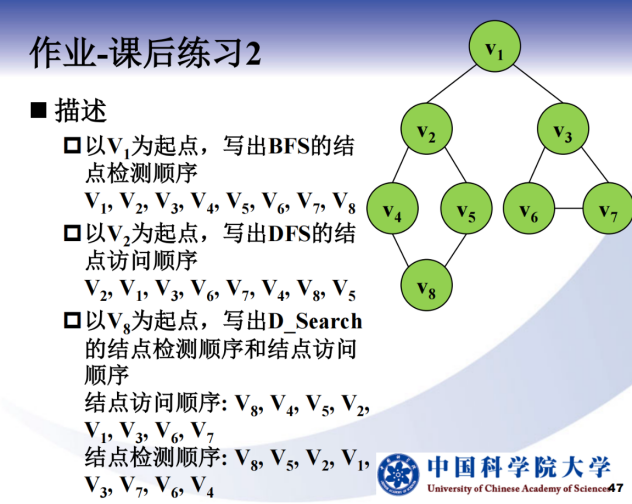 作业-课后练习2
■ 描述
□以V₁为起点，写出BFS的结
点检测顺序
V₁, V₂, V₃, V₄, V₅, V₆, V₇, V₈
□以V₂为起点，写出DFS的结
点访问顺序
V₂, V₁, V₃, V₆, V₇, V₄, V₈, V₅
□以V₈为起点，写出D_Search
的结点检测顺序和结点访问
顺序
结点访问顺序: V₈, V₄, V₅, V₂,
V₁, V₃, V₆, V₇
结点检测顺序: V₈, V₅, V₂, V₁,
V₃, V₇, V₆, V₄
v₁
v₂
v₃
v₄
v₅
v₆
v₇
v₈
中国科学院大学
University of Chinese Academy of Sciences
47